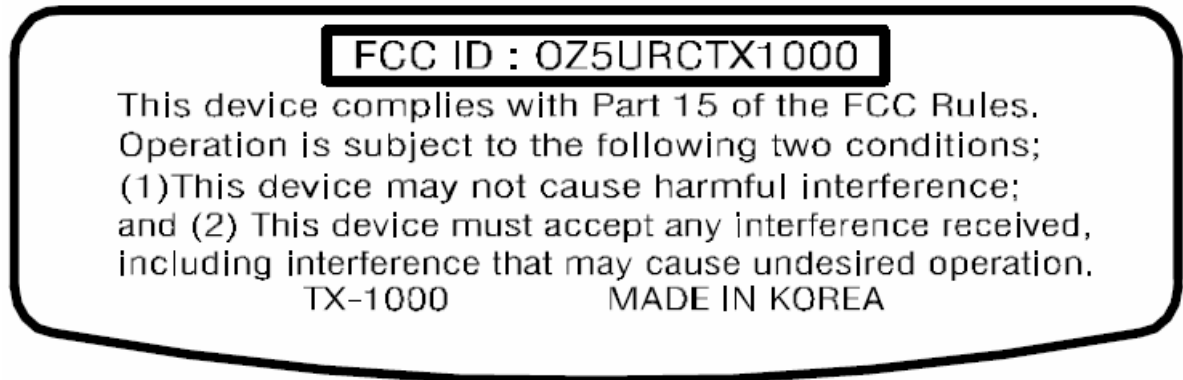 FCC ID : OZ5URCTX1000
This device complies with Part 15 of the FCC Rules.
Operation is subject to the following two conditions;
(1)This device may not cause harmful interference;
and (2) This device must accept any interference received,
including interference that may cause undesired operation.
TX-1000 MADE IN KOREA